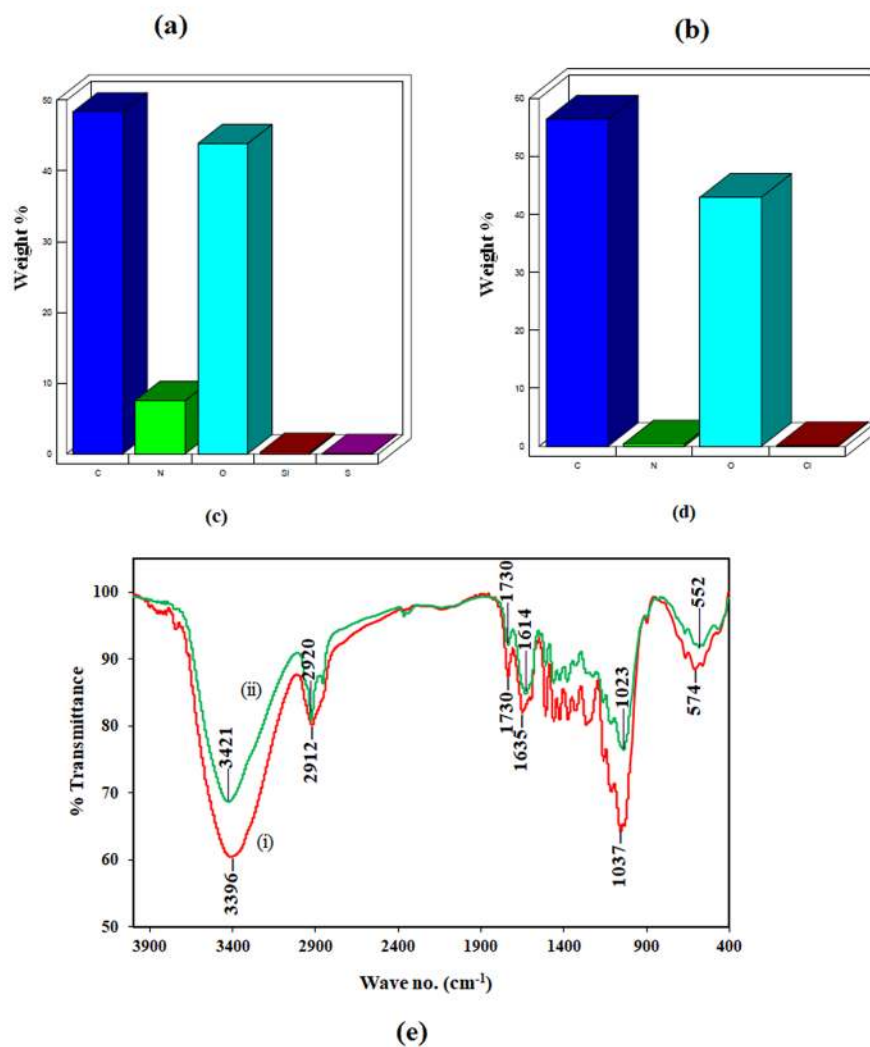 (a)
(b)
50
40
30
20
10
0
Weight %
C N O Si S
(c)
60
50
40
30
20
10
0
Weight %
C N O Cl
(d)
100
90
80
70
60
50
% Transmittance
3421
(ii)
2920
2912
3396
(i)
1730
1614
1730
1635
1023
1037
552
574
3900 3400 2900 2400 1900 1400 900 400
Wave no. (cm⁻¹)
(e)